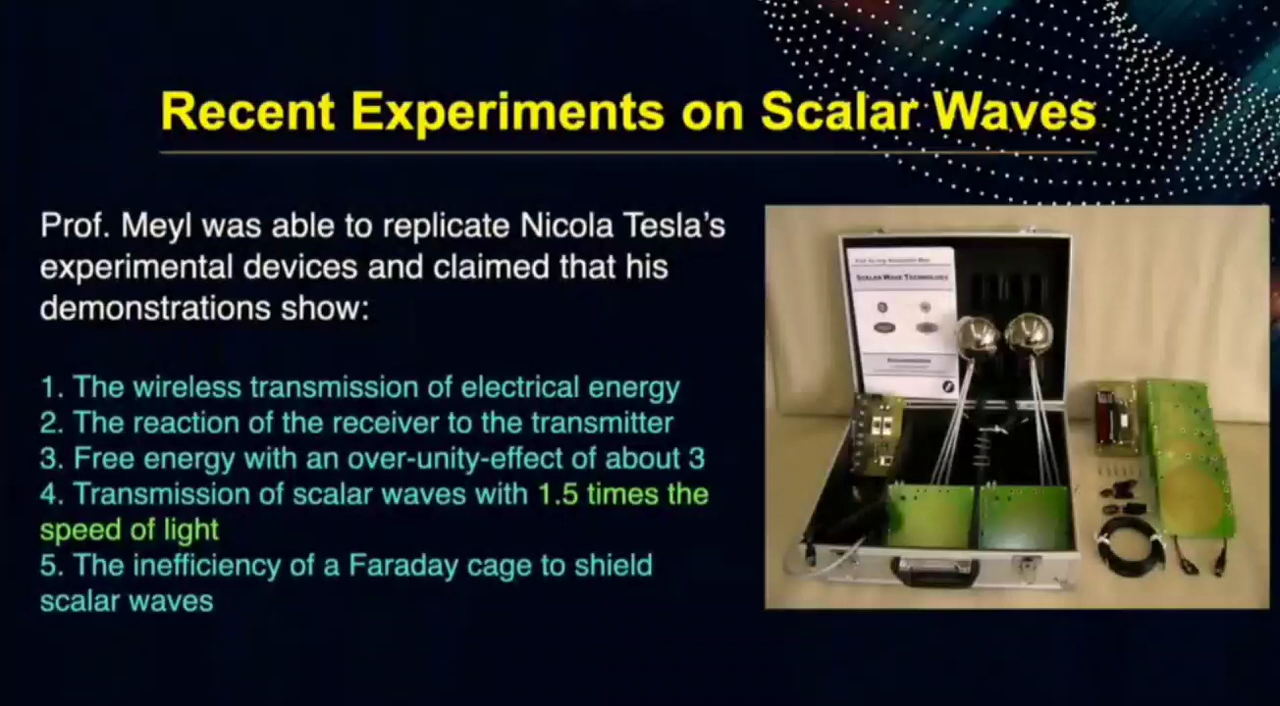 Recent Experiments on Scalar Waves
Prof. Meyl was able to replicate Nicola Tesla's
experimental devices and claimed that his
demonstrations show:
1. The wireless transmission of electrical energy
2. The reaction of the receiver to the transmitter
3. Free energy with an over-unity-effect of about 3
4. Transmission of scalar waves with 1.5 times the
speed of light
5. The inefficiency of a Faraday cage to shield
scalar waves
SCALAR WAVE TECHNOLOGY